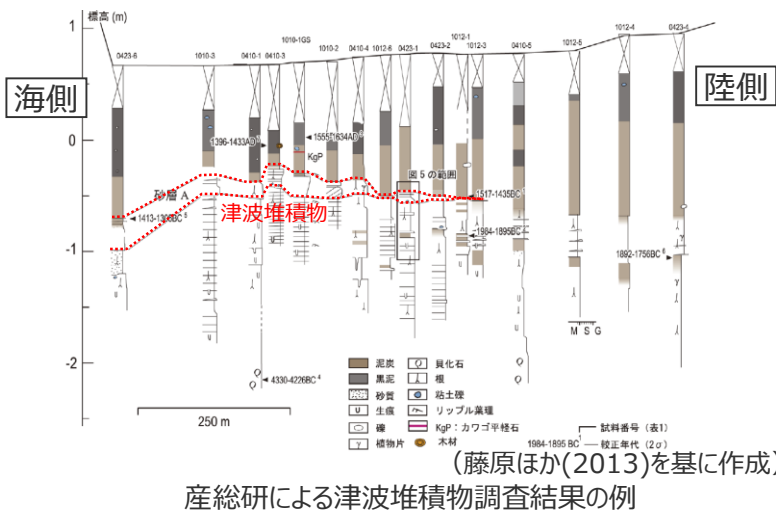 標高 (m)
1
0
-1
-2
海側
陸側
0423-6
1010-3
0410-1
0410-3
1010-1GS
1010-2
0410-4
1012-6
0423-1
0423-2
1012-1
1012-3
0410-5
1012-5
1012-4
0423-4
1396-1433AD
1555-1634AD
KgP
図 5 の範囲
砂層 A
津波堆積物
1517-1435BC
1984-1895BC
1892-1756BC 6
4330-4226BC 4
M S G
250 m
泥炭
黒泥
砂質
生痕
礫
植物片
貝化石
根
粘土礫
リップル葉理
KgP：カワゴ平軽石
木材
試料番号（表1）
1984-1895 BC 1 較正年代（2σ）
（藤原ほか(2013)を基に作成）
産総研による津波堆積物調査結果の例